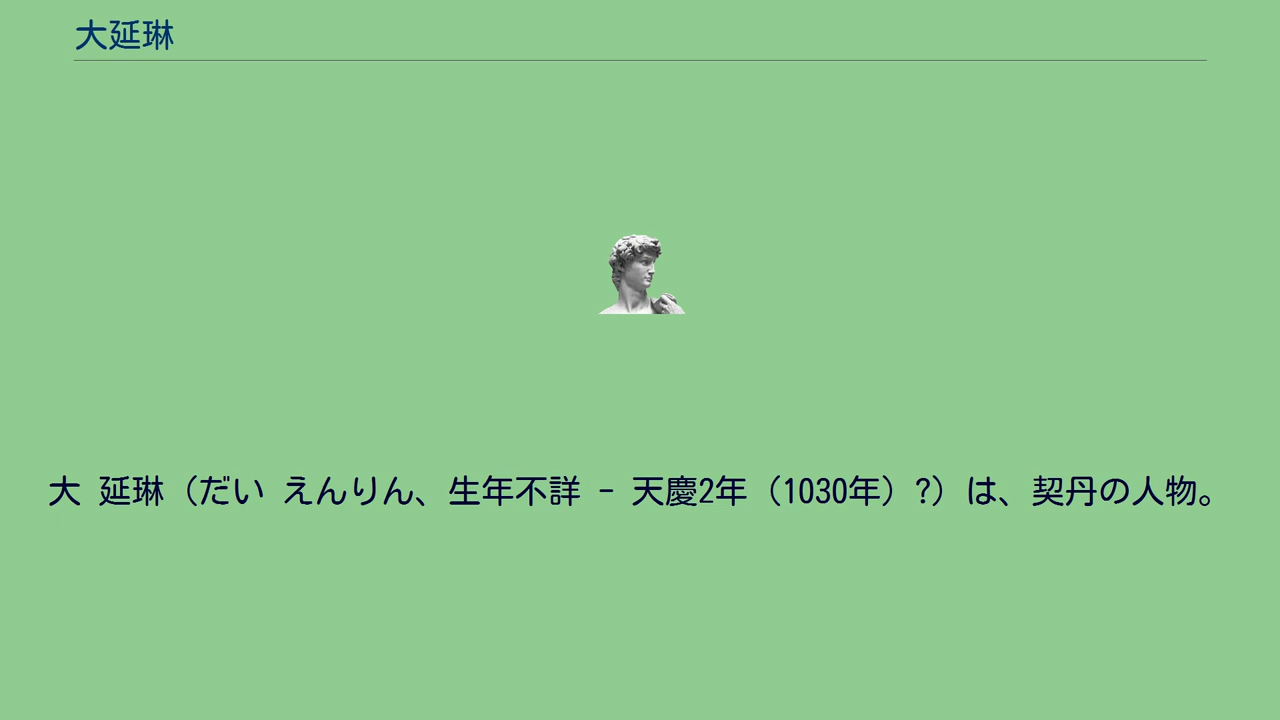 大延琳
大 延琳（だい えんりん、生年不詳 - 天慶2年（1030年）?）は、契丹の人物。